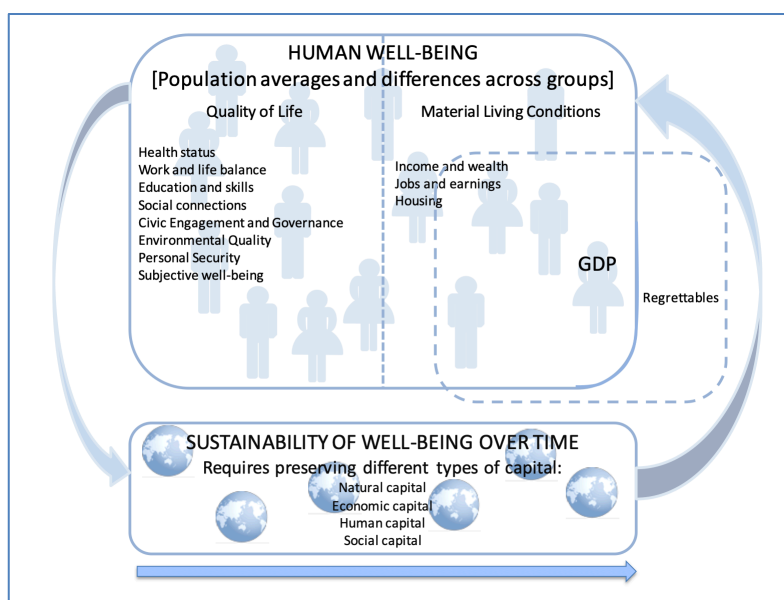 HUMAN WELL-BEING
[Population averages and differences across groups]
Quality of Life
Material Living Conditions
Health status
Work and life balance
Education and skills
Social connections
Civic Engagement and Governance
Environmental Quality
Personal Security
Subjective well-being
Income and wealth
Jobs and earnings
Housing
GDP
Regrettables
SUSTAINABILITY OF WELL-BEING OVER TIME
Requires preserving different types of capital:
Natural capital
Economic capital
Human capital
Social capital